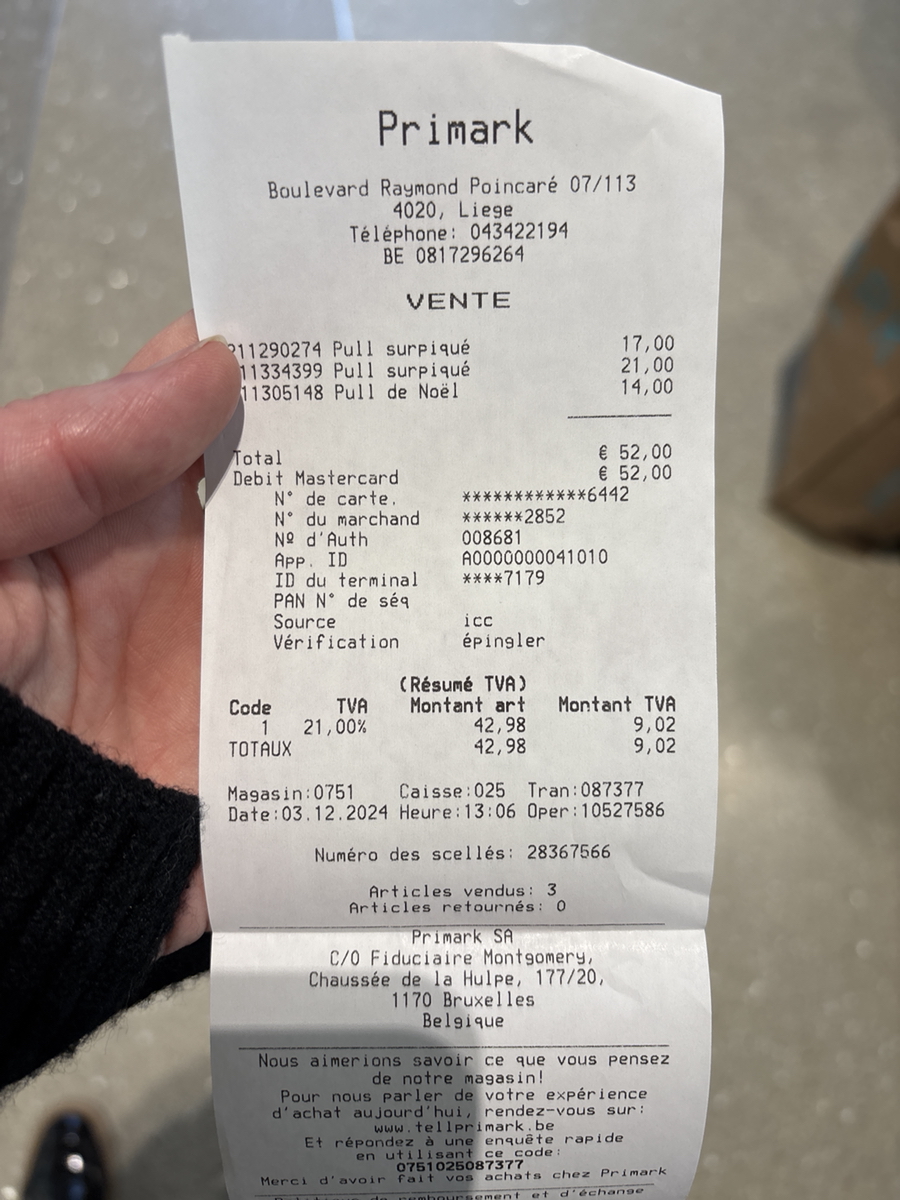 Primark
Boulevard Raymond Poincaré 07/113
4020, Liege
Téléphone: 043422194
BE 0817296264
VENTE
211290274 Pull surpiqué 17,00
11334399 Pull surpiqué 21,00
11305148 Pull de Noël 14,00
Total € 52,00
Debit Mastercard € 52,00
N° de carte. ************6442
N° du marchand ******2852
Nº d'Auth 008681
App. ID A0000000041010
ID du terminal ****7179
PAN N° de séq
Source icc
Vérification épingler
(Résumé TVA)
Code TVA Montant art Montant TVA
1 21,00% 42,98 9,02
TOTAUX 42,98 9,02
Magasin:0751 Caisse:025 Tran:087377
Date:03.12.2024 Heure:13:06 Oper:10527586
Numéro des scellés: 28367566
Articles vendus: 3
Articles retournés: 0
Primark SA
C/O Fiduciaire Montgomery,
Chaussée de la Hulpe, 177/20,
1170 Bruxelles
Belgique
Nous aimerions savoir ce que vous pensez
de notre magasin!
Pour nous parler de votre expérience
d'achat aujourd'hui, rendez-vous sur:
www.tellprimark.be
Et répondez à une enquête rapide
en utilisant ce code:
0751025087377
Merci d'avoir fait vos achats chez Primark
Politique de remboursement et d'échange